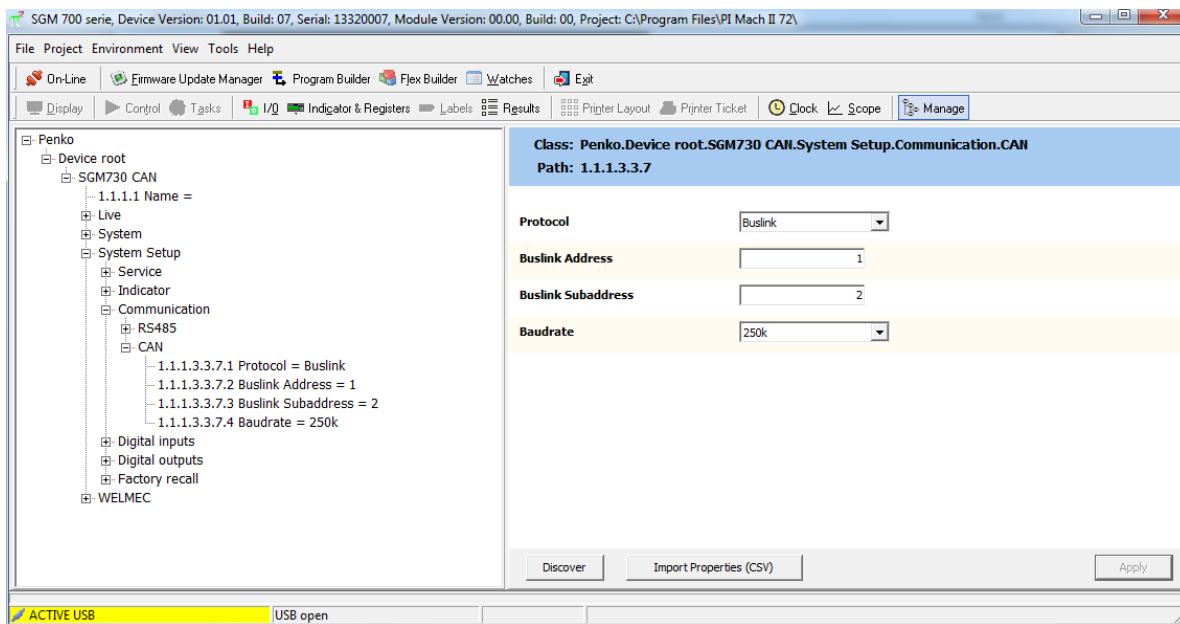 SGM 700 serie, Device Version: 01.01, Build: 07, Serial: 13320007, Module Version: 00.00, Build: 00, Project: C:\Program Files\PI Mach II 72\
File Project Environment View Tools Help
On-Line Firmware Update Manager Program Builder Flex Builder Watches Exit
Display Control Tasks I/O Indicator & Registers Labels Results Printer Layout Printer Ticket Clock Scope Manage
Penko
Device root
SGM730 CAN
1.1.1.1 Name =
Live
System
System Setup
Service
Indicator
Communication
RS485
CAN
1.1.1.3.3.7.1 Protocol = Buslink
1.1.1.3.3.7.2 Buslink Address = 1
1.1.1.3.3.7.3 Buslink Subaddress = 2
1.1.1.3.3.7.4 Baudrate = 250k
Digital inputs
Digital outputs
Factory recall
WELMEC
Class: Penko.Device root.SGM730 CAN.System Setup.Communication.CAN
Path: 1.1.1.3.3.7
Protocol Buslink
Buslink Address 1
Buslink Subaddress 2
Baudrate 250k
Discover Import Properties (CSV) Apply
ACTIVE USB USB open